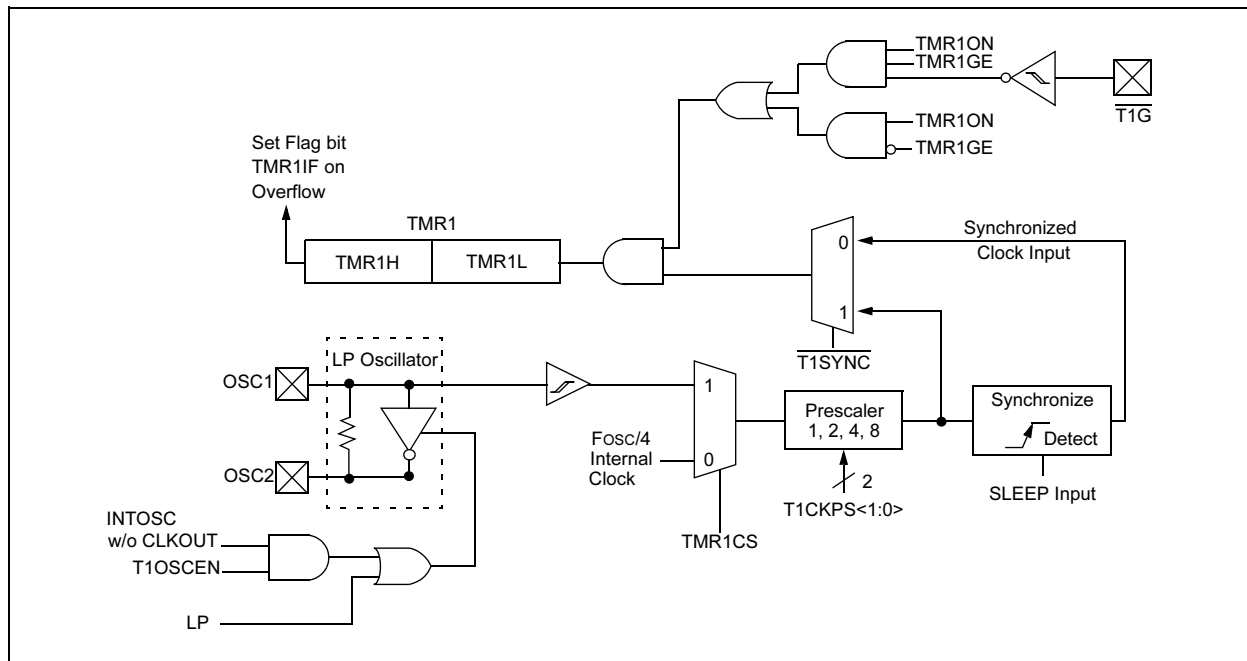 TMR1ON
TMR1GE
T1G
TMR1ON
TMR1GE
Set Flag bit
TMR1IF on
Overflow
TMR1
TMR1H
TMR1L
0
1
Synchronized
Clock Input
T1SYNC
LP Oscillator
OSC1
OSC2
1
0
FOSC/4
Internal
Clock
TMR1CS
Prescaler
1, 2, 4, 8
2
T1CKPS<1:0>
Synchronize
Detect
SLEEP Input
INTOSC
w/o CLKOUT
T1OSCEN
LP